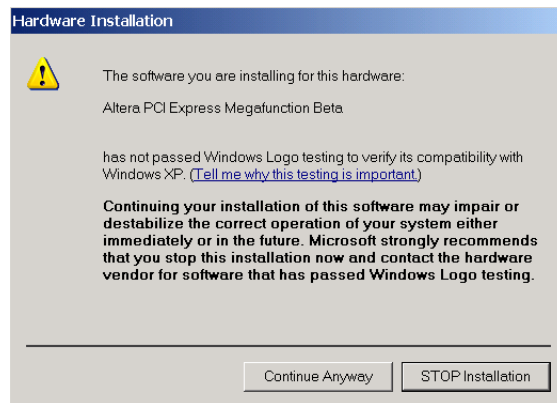 Hardware Installation
The software you are installing for this hardware:
Altera PCI Express Megafunction Beta
has not passed Windows Logo testing to verify its compatibility with
Windows XP. (Tell me why this testing is important.)
Continuing your installation of this software may impair or
destabilize the correct operation of your system either
immediately or in the future. Microsoft strongly recommends
that you stop this installation now and contact the hardware
vendor for software that has passed Windows Logo testing.
Continue Anyway STOP Installation